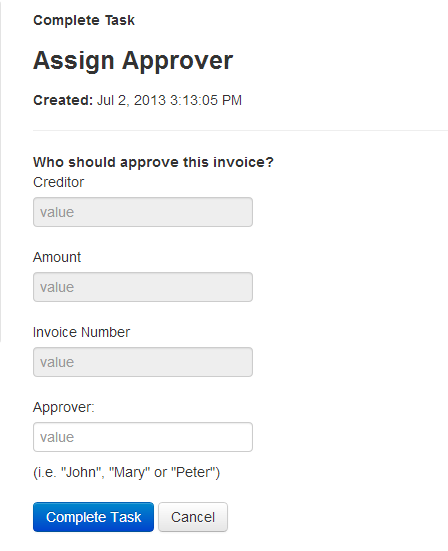 Complete Task
Assign Approver
Created: Jul 2, 2013 3:13:05 PM
Who should approve this invoice?
Creditor
value
Amount
value
Invoice Number
value
Approver:
value
(i.e. "John", "Mary" or "Peter")
Complete Task Cancel